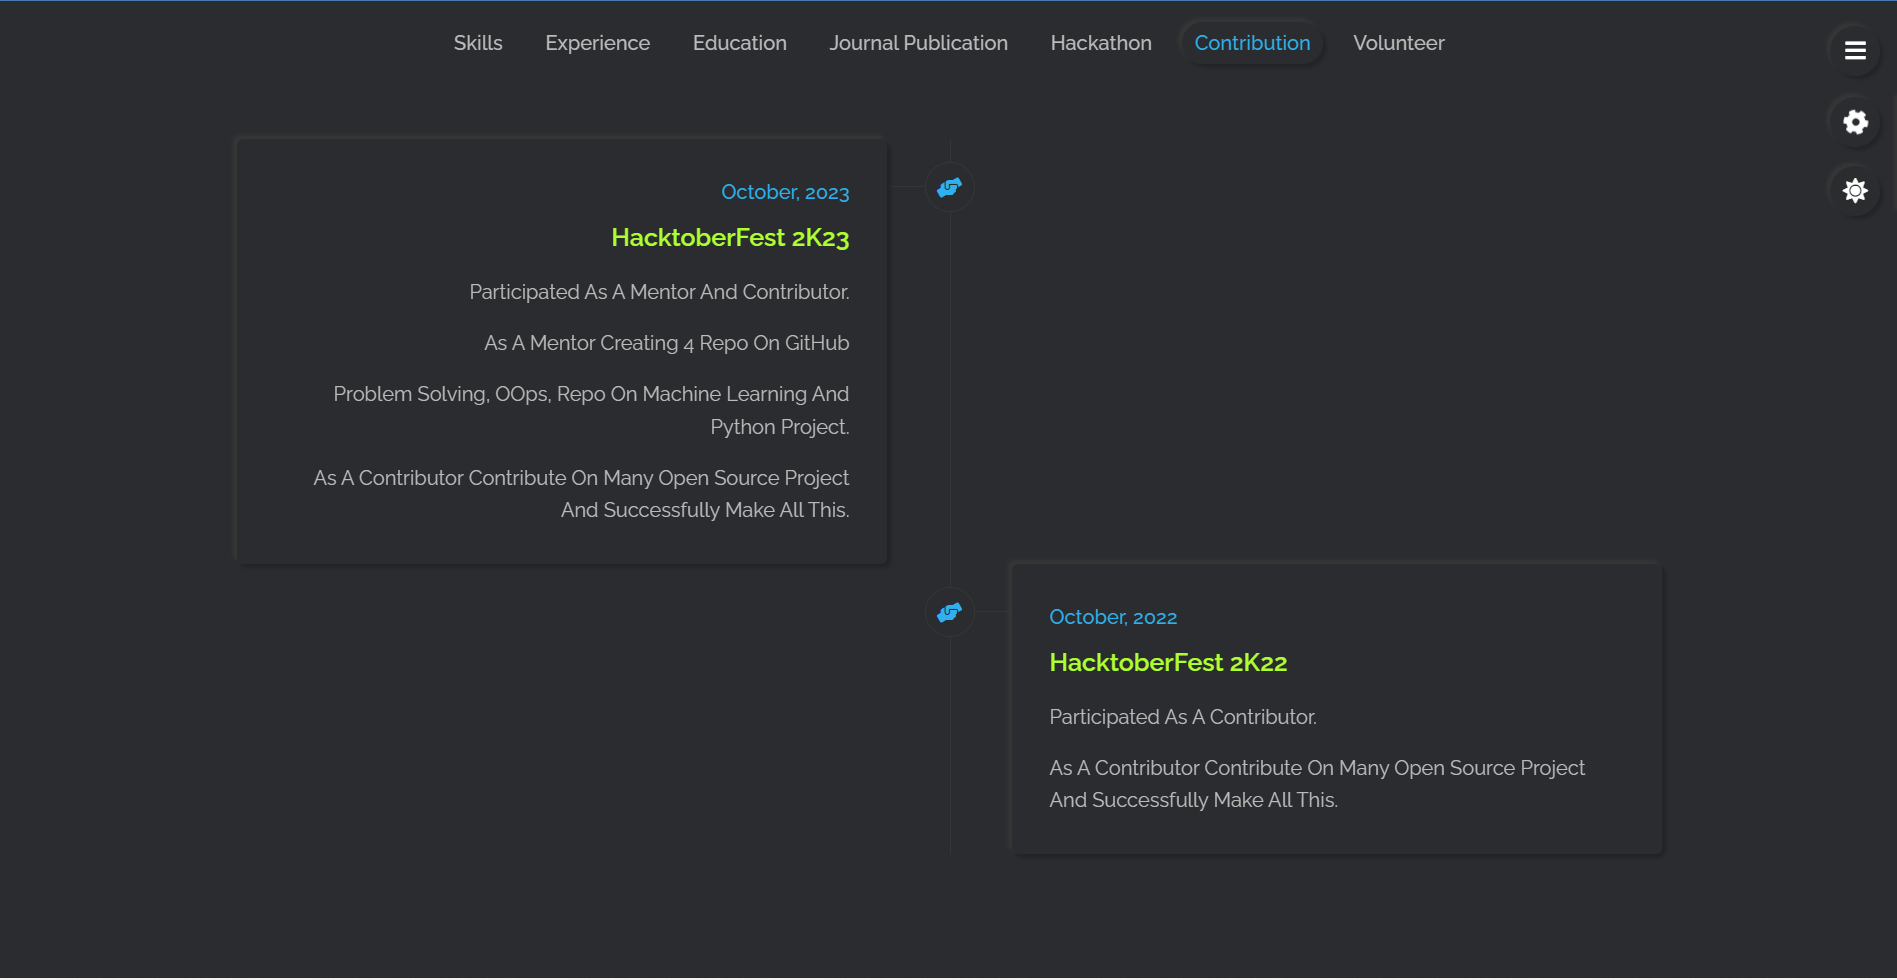 Skills Experience Education Journal Publication Hackathon Contribution Volunteer
October, 2023
HacktoberFest 2K23
Participated As A Mentor And Contributor.
As A Mentor Creating 4 Repo On GitHub
Problem Solving, OOps, Repo On Machine Learning And
Python Project.
As A Contributor Contribute On Many Open Source Project
And Successfully Make All This.
October, 2022
HacktoberFest 2K22
Participated As A Contributor.
As A Contributor Contribute On Many Open Source Project
And Successfully Make All This.